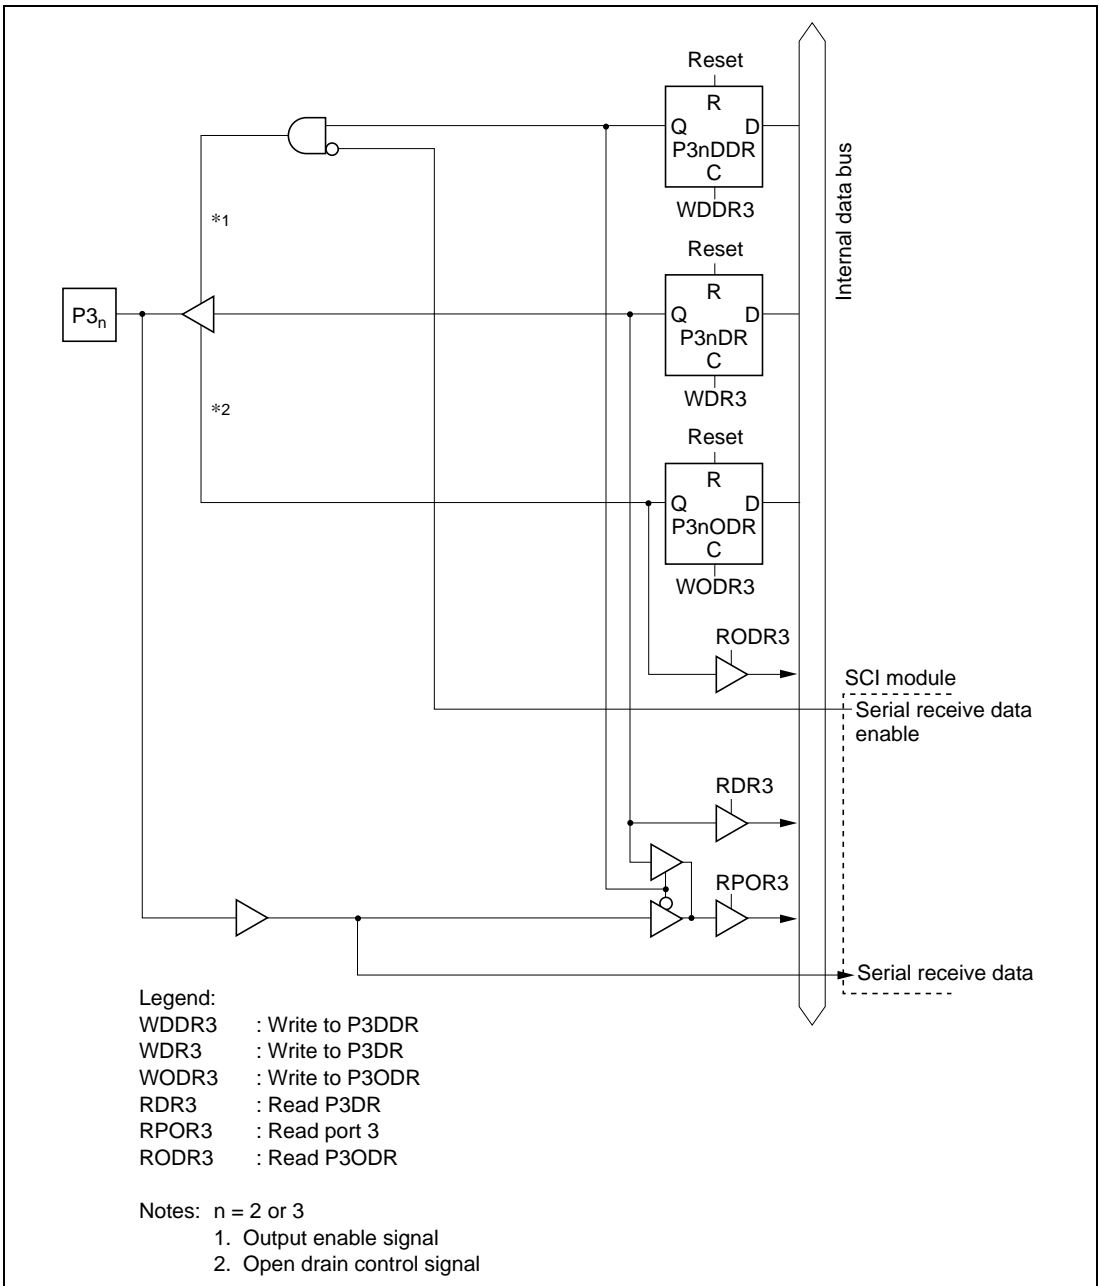 Reset
R
Q D
P3nDDR
C
WDDR3
Internal data bus
*1
Reset
R
P3n
Q D
P3nDR
C
WDR3
*2
Reset
R
Q D
P3nODR
C
WODR3
RODR3
SCI module
Serial receive data
enable
RDR3
RPOR3
Serial receive data
Legend:
WDDR3 : Write to P3DDR
WDR3 : Write to P3DR
WODR3 : Write to P3ODR
RDR3 : Read P3DR
RPOR3 : Read port 3
RODR3 : Read P3ODR
Notes: n = 2 or 3
1. Output enable signal
2. Open drain control signal